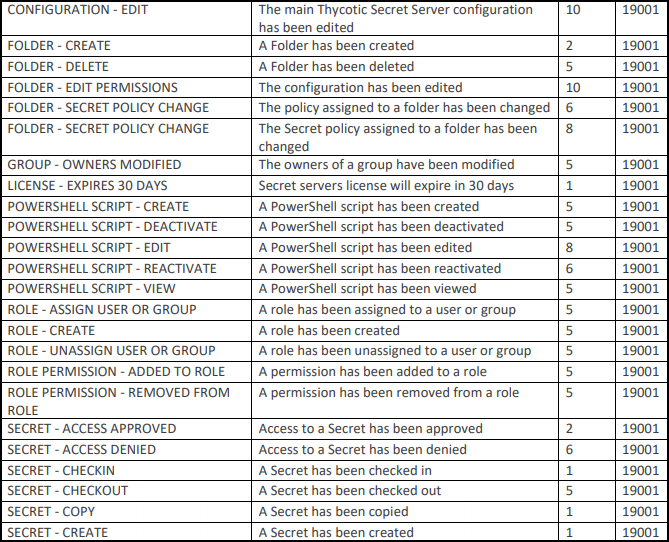 CONFIGURATION - EDIT The main Thycotic Secret Server configuration 10 19001
has been edited
FOLDER - CREATE A Folder has been created 2 19001
FOLDER - DELETE A Folder has been deleted 5 19001
FOLDER - EDIT PERMISSIONS The configuration has been edited 10 19001
FOLDER - SECRET POLICY CHANGE The policy assigned to a folder has been changed 6 19001
FOLDER - SECRET POLICY CHANGE The Secret policy assigned to a folder has been 8 19001
changed
GROUP - OWNERS MODIFIED The owners of a group have been modified 5 19001
LICENSE - EXPIRES 30 DAYS Secret servers license will expire in 30 days 1 19001
POWERSHELL SCRIPT - CREATE A PowerShell script has been created 5 19001
POWERSHELL SCRIPT - DEACTIVATE A PowerShell script has been deactivated 5 19001
POWERSHELL SCRIPT - EDIT A PowerShell script has been edited 8 19001
POWERSHELL SCRIPT - REACTIVATE A PowerShell script has been reactivated 6 19001
POWERSHELL SCRIPT - VIEW A PowerShell script has been viewed 5 19001
ROLE - ASSIGN USER OR GROUP A role has been assigned to a user or group 5 19001
ROLE - CREATE A role has been created 5 19001
ROLE - UNASSIGN USER OR GROUP A role has been unassigned to a user or group 5 19001
ROLE PERMISSION - ADDED TO ROLE A permission has been added to a role 5 19001
ROLE PERMISSION - REMOVED FROM A permission has been removed from a role 5 19001
ROLE
SECRET - ACCESS APPROVED Access to a Secret has been approved 2 19001
SECRET - ACCESS DENIED Access to a Secret has been denied 6 19001
SECRET - CHECKIN A Secret has been checked in 1 19001
SECRET - CHECKOUT A Secret has been checked out 5 19001
SECRET - COPY A Secret has been copied 1 19001
SECRET - CREATE A Secret has been created 1 19001